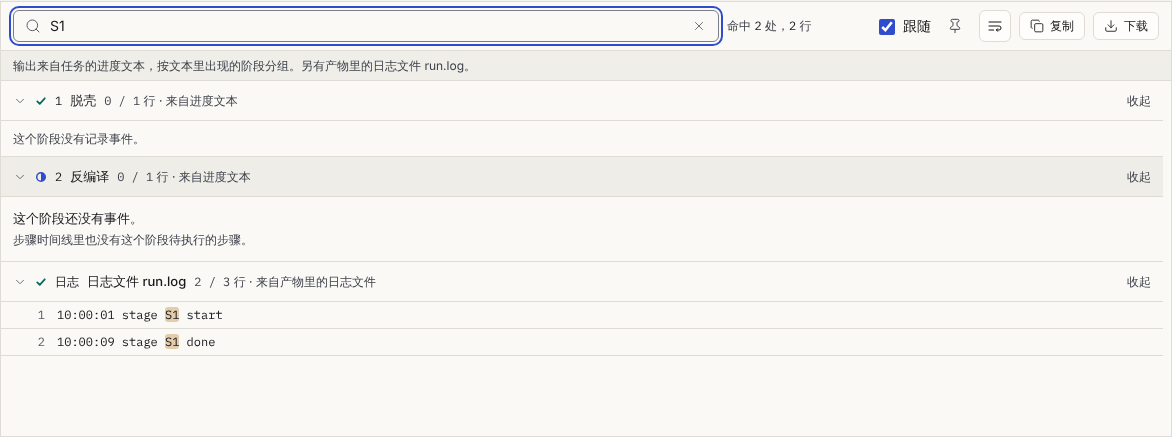 S1 命中 2 处，2 行 跟随 复制 下载
输出来自任务的进度文本，按文本里出现的阶段分组。另有产物里的日志文件 run.log。
1 脱壳 0 / 1 行 · 来自进度文本 收起
这个阶段没有记录事件。
2 反编译 0 / 1 行 · 来自进度文本 收起
这个阶段还没有事件。
步骤时间线里也没有这个阶段待执行的步骤。
日志 日志文件 run.log 2 / 3 行 · 来自产物里的日志文件 收起
1 10:00:01 stage S1 start
2 10:00:09 stage S1 done